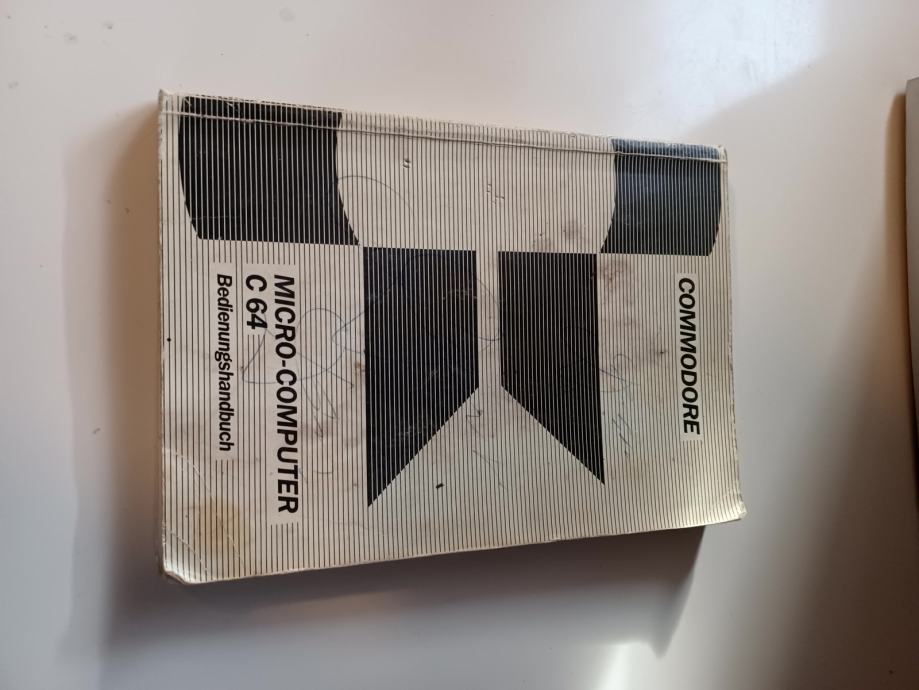 COMMODORE
MICRO-COMPUTER
C 64
Bedienungshandbuch